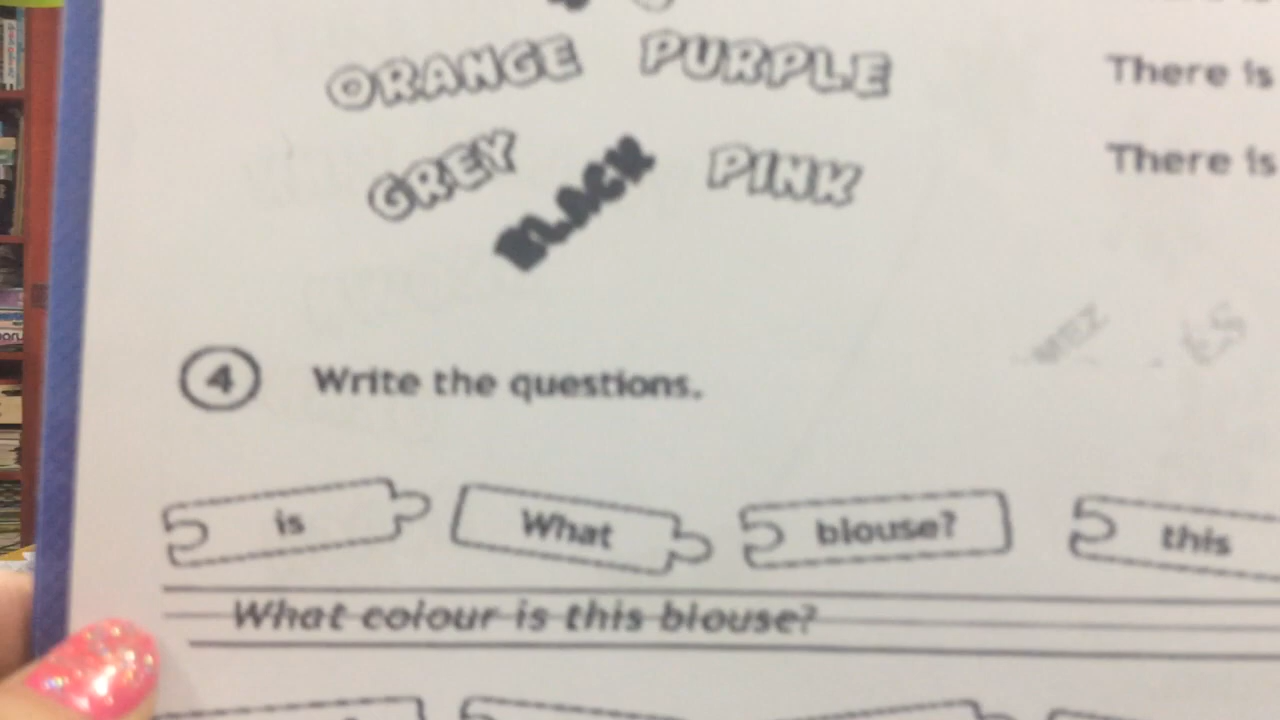 ORANGE PURPLE
There is
GREY BLACK PINK
There is
4 Write the questions.
is What blouse? this
What colour is this blouse?